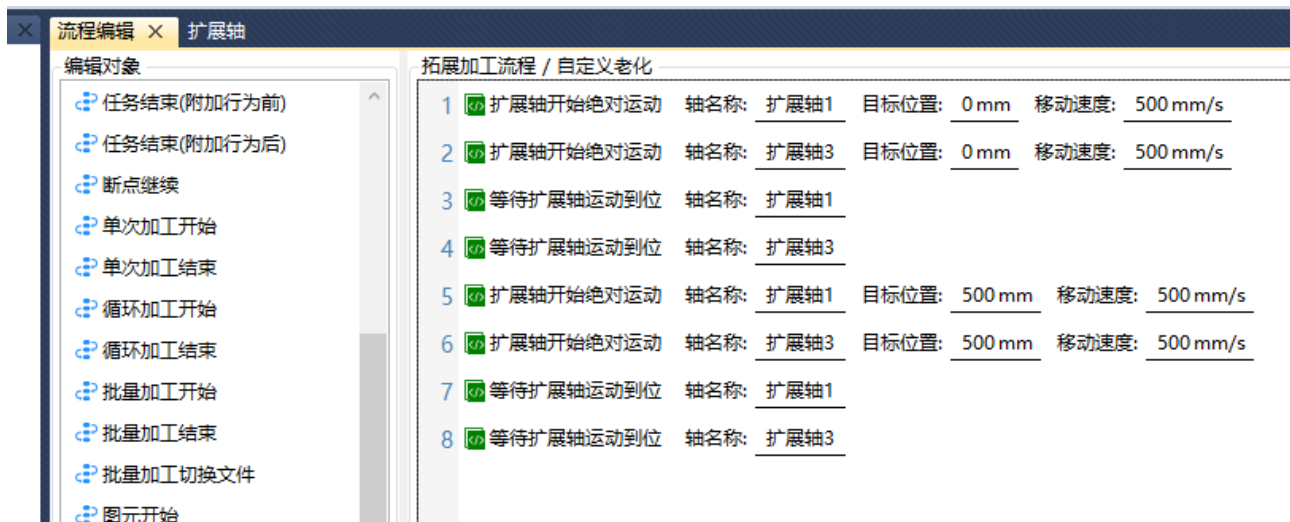 流程编辑 扩展轴
编辑对象
任务结束(附加行为前)
任务结束(附加行为后)
断点继续
单次加工开始
单次加工结束
循环加工开始
循环加工结束
批量加工开始
批量加工结束
批量加工切换文件
图元开始
拓展加工流程 / 自定义老化
1 扩展轴开始绝对运动 轴名称: 扩展轴1 目标位置: 0 mm 移动速度: 500 mm/s
2 扩展轴开始绝对运动 轴名称: 扩展轴3 目标位置: 0 mm 移动速度: 500 mm/s
3 等待扩展轴运动到位 轴名称: 扩展轴1
4 等待扩展轴运动到位 轴名称: 扩展轴3
5 扩展轴开始绝对运动 轴名称: 扩展轴1 目标位置: 500 mm 移动速度: 500 mm/s
6 扩展轴开始绝对运动 轴名称: 扩展轴3 目标位置: 500 mm 移动速度: 500 mm/s
7 等待扩展轴运动到位 轴名称: 扩展轴1
8 等待扩展轴运动到位 轴名称: 扩展轴3